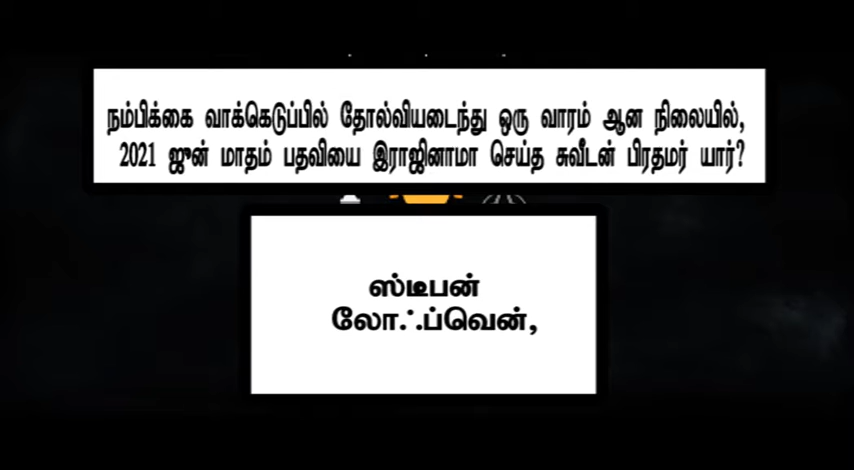 நம்பிக்கை வாக்கெடுப்பில் தோல்வியடைந்து ஒரு வாரம் ஆன நிலையில்,
2021 ஜுன் மாதம் பதவியை இராஜினாமா செய்த சுவீடன் பிரதமர் யார்?
ஸ்டீபன்
லோஃப்வென்,